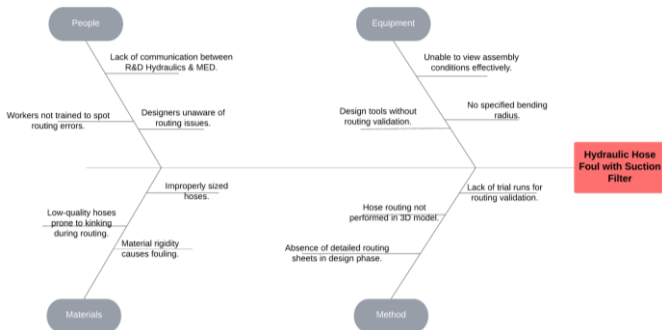 People
Equipment
Lack of communication between
R&D Hydraulics & MED.
Unable to view assembly
conditions effectively.
Workers not trained to spot
routing errors.
Designers unaware of
routing issues.
Design tools without
routing validation.
No specified bending
radius.
Hydraulic Hose
Foul with Suction
Filter
Improperly sized
hoses.
Lack of trial runs for
routing validation.
Low-quality hoses
prone to kinking
during routing.
Hose routing not
performed in 3D model.
Material rigidity
causes fouling.
Absence of detailed routing
sheets in design phase.
Materials
Method